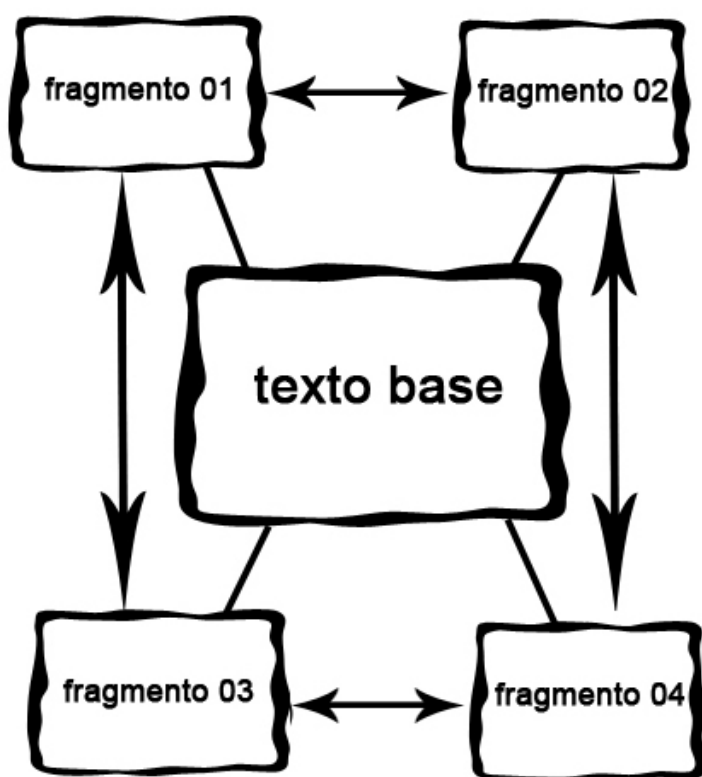 fragmento 01
fragmento 02
texto base
fragmento 03
fragmento 04